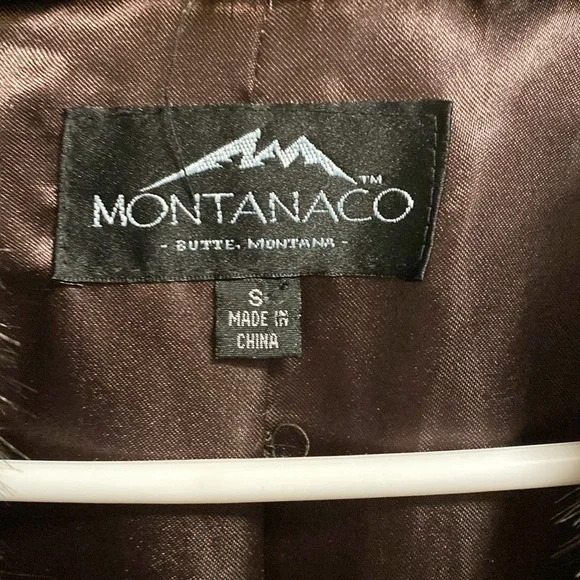 MONTANACO™
- BUTTE, MONTANA -
S
MADE IN
CHINA